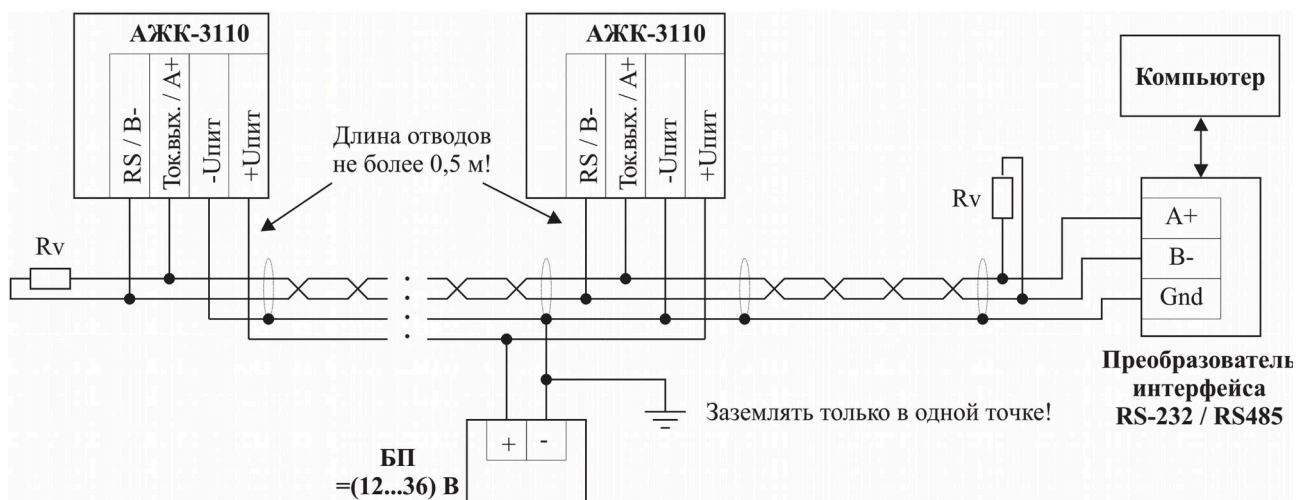 АЖК-3110
RS / B-
Ток.вых. / A+
-Uпит
+Uпит
Длина отводов
не более 0,5 м!
АЖК-3110
RS / B-
Ток.вых. / A+
-Uпит
+Uпит
Компьютер
Rv
Rv
A+
B-
Gnd
Преобразователь
интерфейса
RS-232 / RS485
Заземлять только в одной точке!
+
-
БП
=(12...36) В